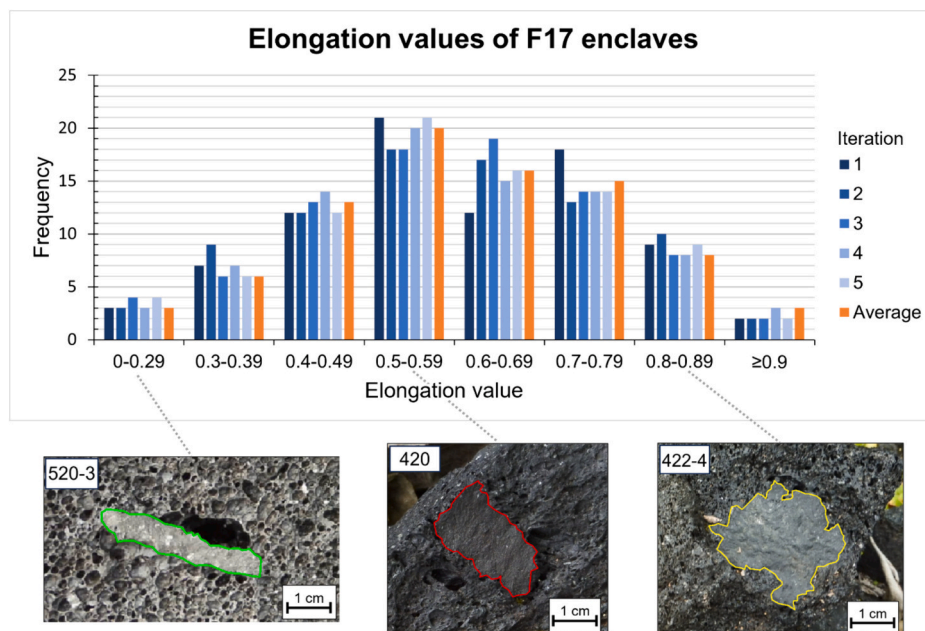 Elongation values of F17 enclaves
25
20
15
10
5
0
Frequency
0-0.29 0.3-0.39 0.4-0.49 0.5-0.59 0.6-0.69 0.7-0.79 0.8-0.89 ≥0.9
Elongation value
Iteration
1
2
3
4
5
Average
520-3
1 cm
420
1 cm
422-4
1 cm